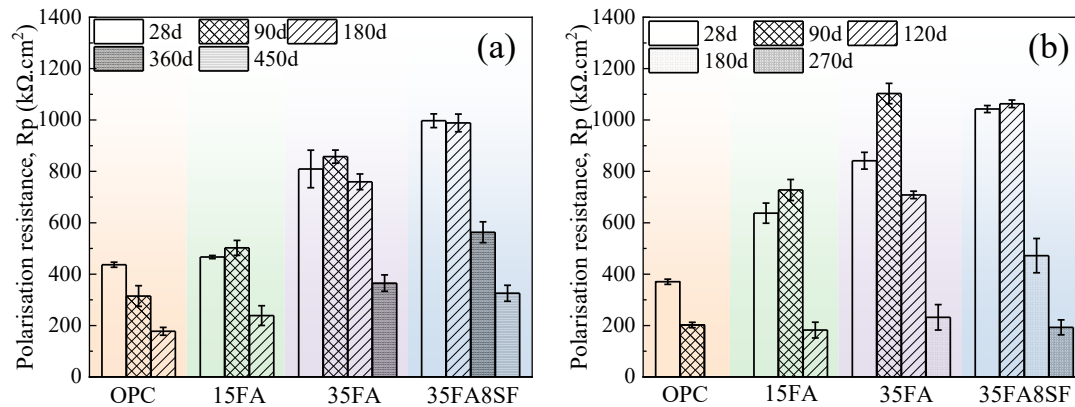 Polarisation resistance, Rp (kΩ.cm²)
1400
1200
1000
800
600
400
200
0
28d 90d 180d
360d 450d
(a)
OPC 15FA 35FA 35FA8SF
Polarisation resistance, Rp (kΩ.cm²)
1400
1200
1000
800
600
400
200
0
28d 90d 120d
180d 270d
(b)
OPC 15FA 35FA 35FA8SF